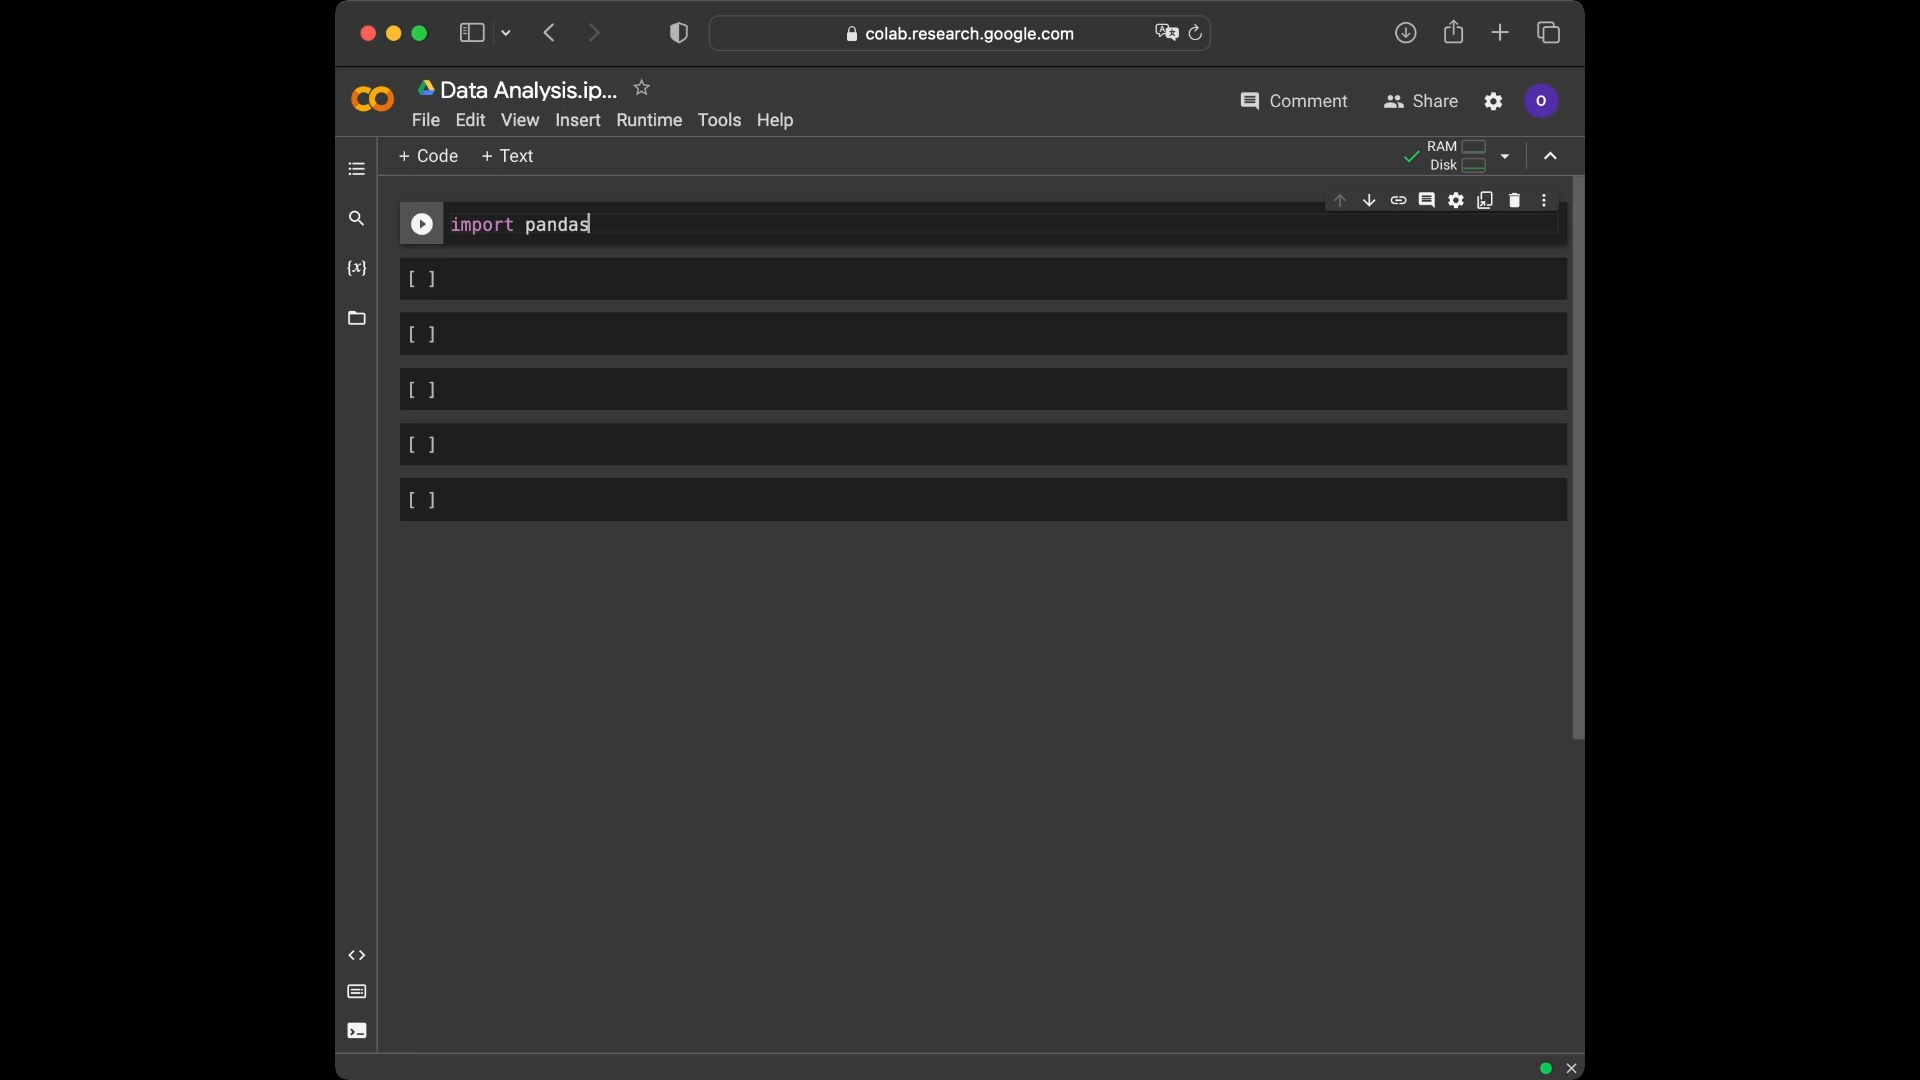 colab.research.google.com
Data Analysis.ip...
Comment Share O
File Edit View Insert Runtime Tools Help
+ Code + Text
RAM
Disk
{x}
import pandas
[ ]
[ ]
[ ]
[ ]
[ ]